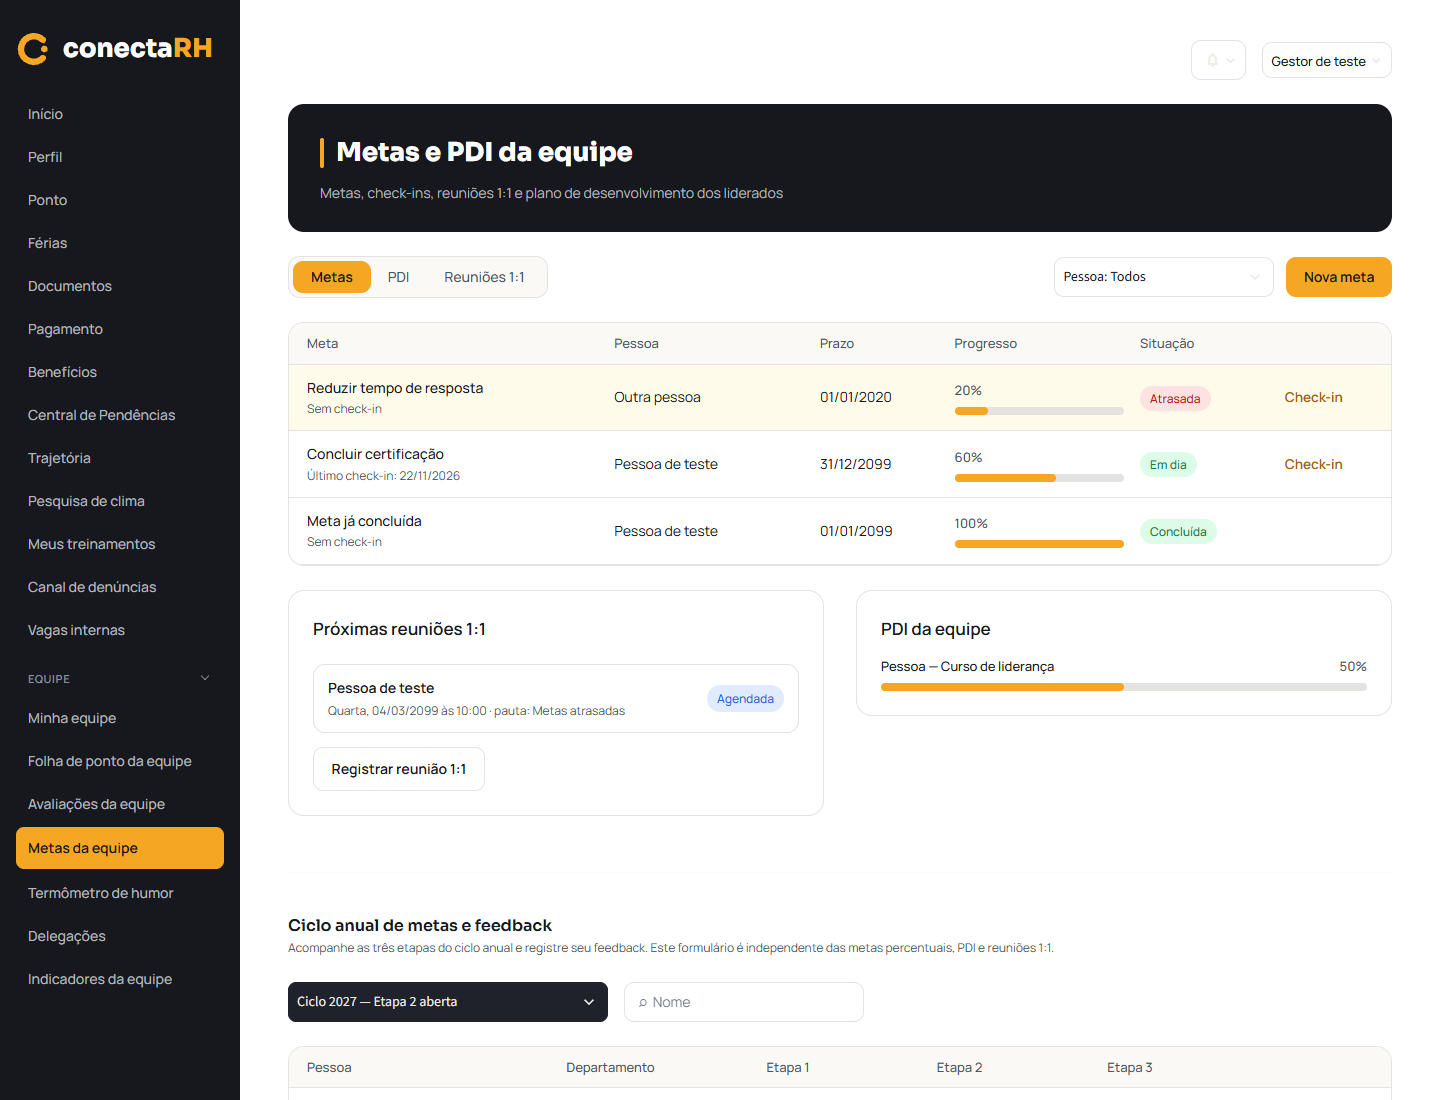 conectaRH
Início
Perfil
Ponto
Férias
Documentos
Pagamento
Benefícios
Central de Pendências
Trajetória
Pesquisa de clima
Meus treinamentos
Canal de denúncias
Vagas internas
EQUIPE
Minha equipe
Folha de ponto da equipe
Avaliações da equipe
Metas da equipe
Termômetro de humor
Delegações
Indicadores da equipe
Gestor de teste
Metas e PDI da equipe
Metas, check-ins, reuniões 1:1 e plano de desenvolvimento dos liderados
Metas PDI Reuniões 1:1
Pessoa: Todos
Nova meta
Meta Pessoa Prazo Progresso Situação
Reduzir tempo de resposta
Sem check-in
Outra pessoa
01/01/2020
20%
Atrasada
Check-in
Concluir certificação
Último check-in: 22/11/2026
Pessoa de teste
31/12/2099
60%
Em dia
Check-in
Meta já concluída
Sem check-in
Pessoa de teste
01/01/2099
100%
Concluída
Próximas reuniões 1:1
Pessoa de teste
Quarta, 04/03/2099 às 10:00 · pauta: Metas atrasadas
Agendada
Registrar reunião 1:1
PDI da equipe
Pessoa — Curso de liderança 50%
Ciclo anual de metas e feedback
Acompanhe as três etapas do ciclo anual e registre seu feedback. Este formulário é independente das metas percentuais, PDI e reuniões 1:1.
Ciclo 2027 — Etapa 2 aberta
Nome
Pessoa Departamento Etapa 1 Etapa 2 Etapa 3